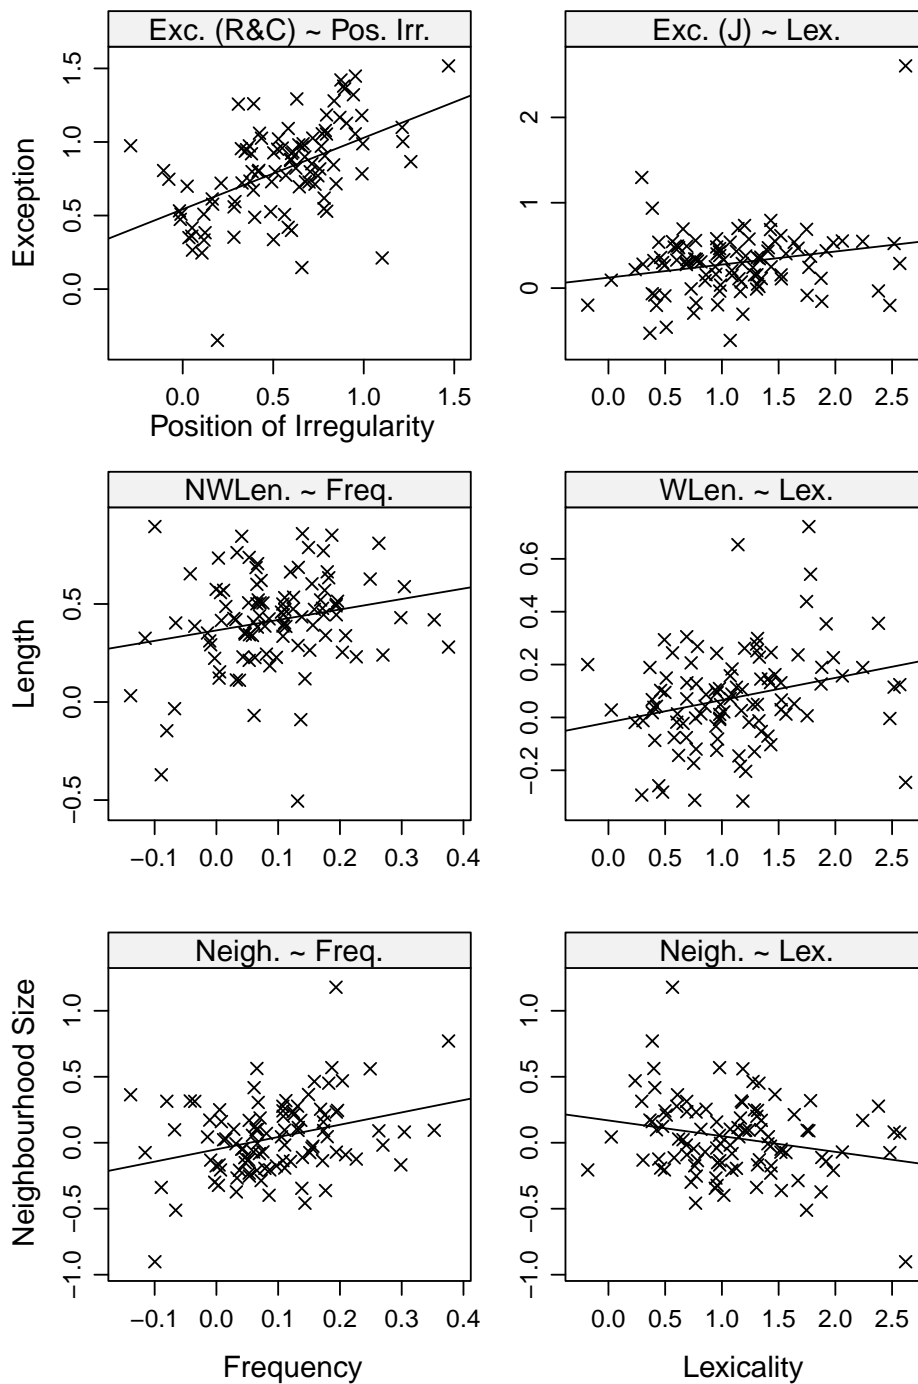 Exc. (R&C) ~ Pos. Irr.
Exc. (J) ~ Lex.
Exception
0.0 0.5 1.0 1.5
0 1 2
0.0 0.5 1.0 1.5
0.0 0.5 1.0 1.5 2.0 2.5
Position of Irregularity
NWLen. ~ Freq.
WLen. ~ Lex.
Length
−0.5 0.0 0.5
−0.2 0.0 0.2 0.4 0.6
−0.1 0.0 0.1 0.2 0.3 0.4
0.0 0.5 1.0 1.5 2.0 2.5
Neigh. ~ Freq.
Neigh. ~ Lex.
Neighbourhood Size
−1.0 −0.5 0.0 0.5 1.0
−1.0 −0.5 0.0 0.5 1.0
−0.1 0.0 0.1 0.2 0.3 0.4
0.0 0.5 1.0 1.5 2.0 2.5
Frequency
Lexicality